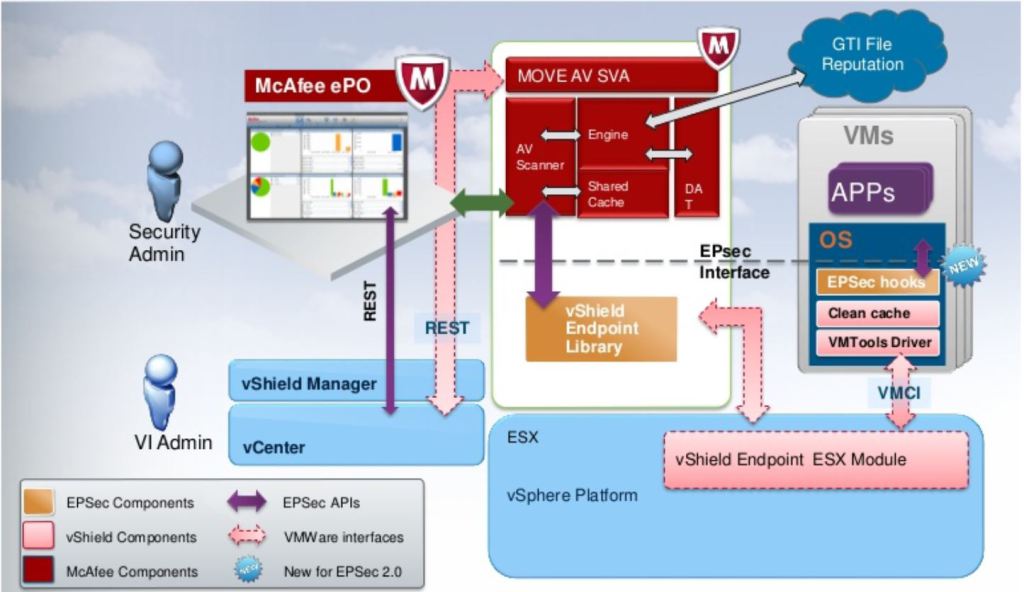 McAfee ePO
M
MOVE AV SVA
M
GTI File
Reputation
AV
Scanner
Engine
Shared
Cache
DA
T
VMs
APPs
OS
EPSec hooks
NEW
Clean cache
VMTools Driver
VMCI
Security
Admin
REST
REST
EPsec
Interface
vShield
Endpoint
Library
VI Admin
vShield Manager
vCenter
ESX
vShield Endpoint ESX Module
vSphere Platform
EPSec Components
EPSec APIs
vShield Components
VMWare interfaces
McAfee Components
NEW
New for EPSec 2.0